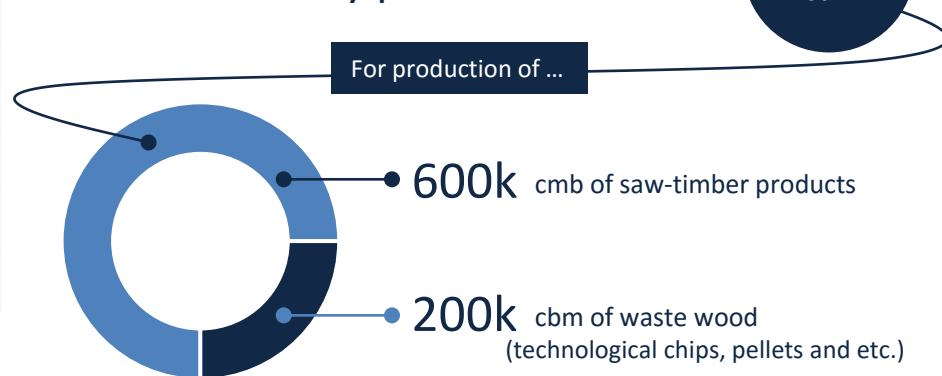 For production of ...
600k cmb of saw-timber products
200k cbm of waste wood
(technological chips, pellets and etc.)